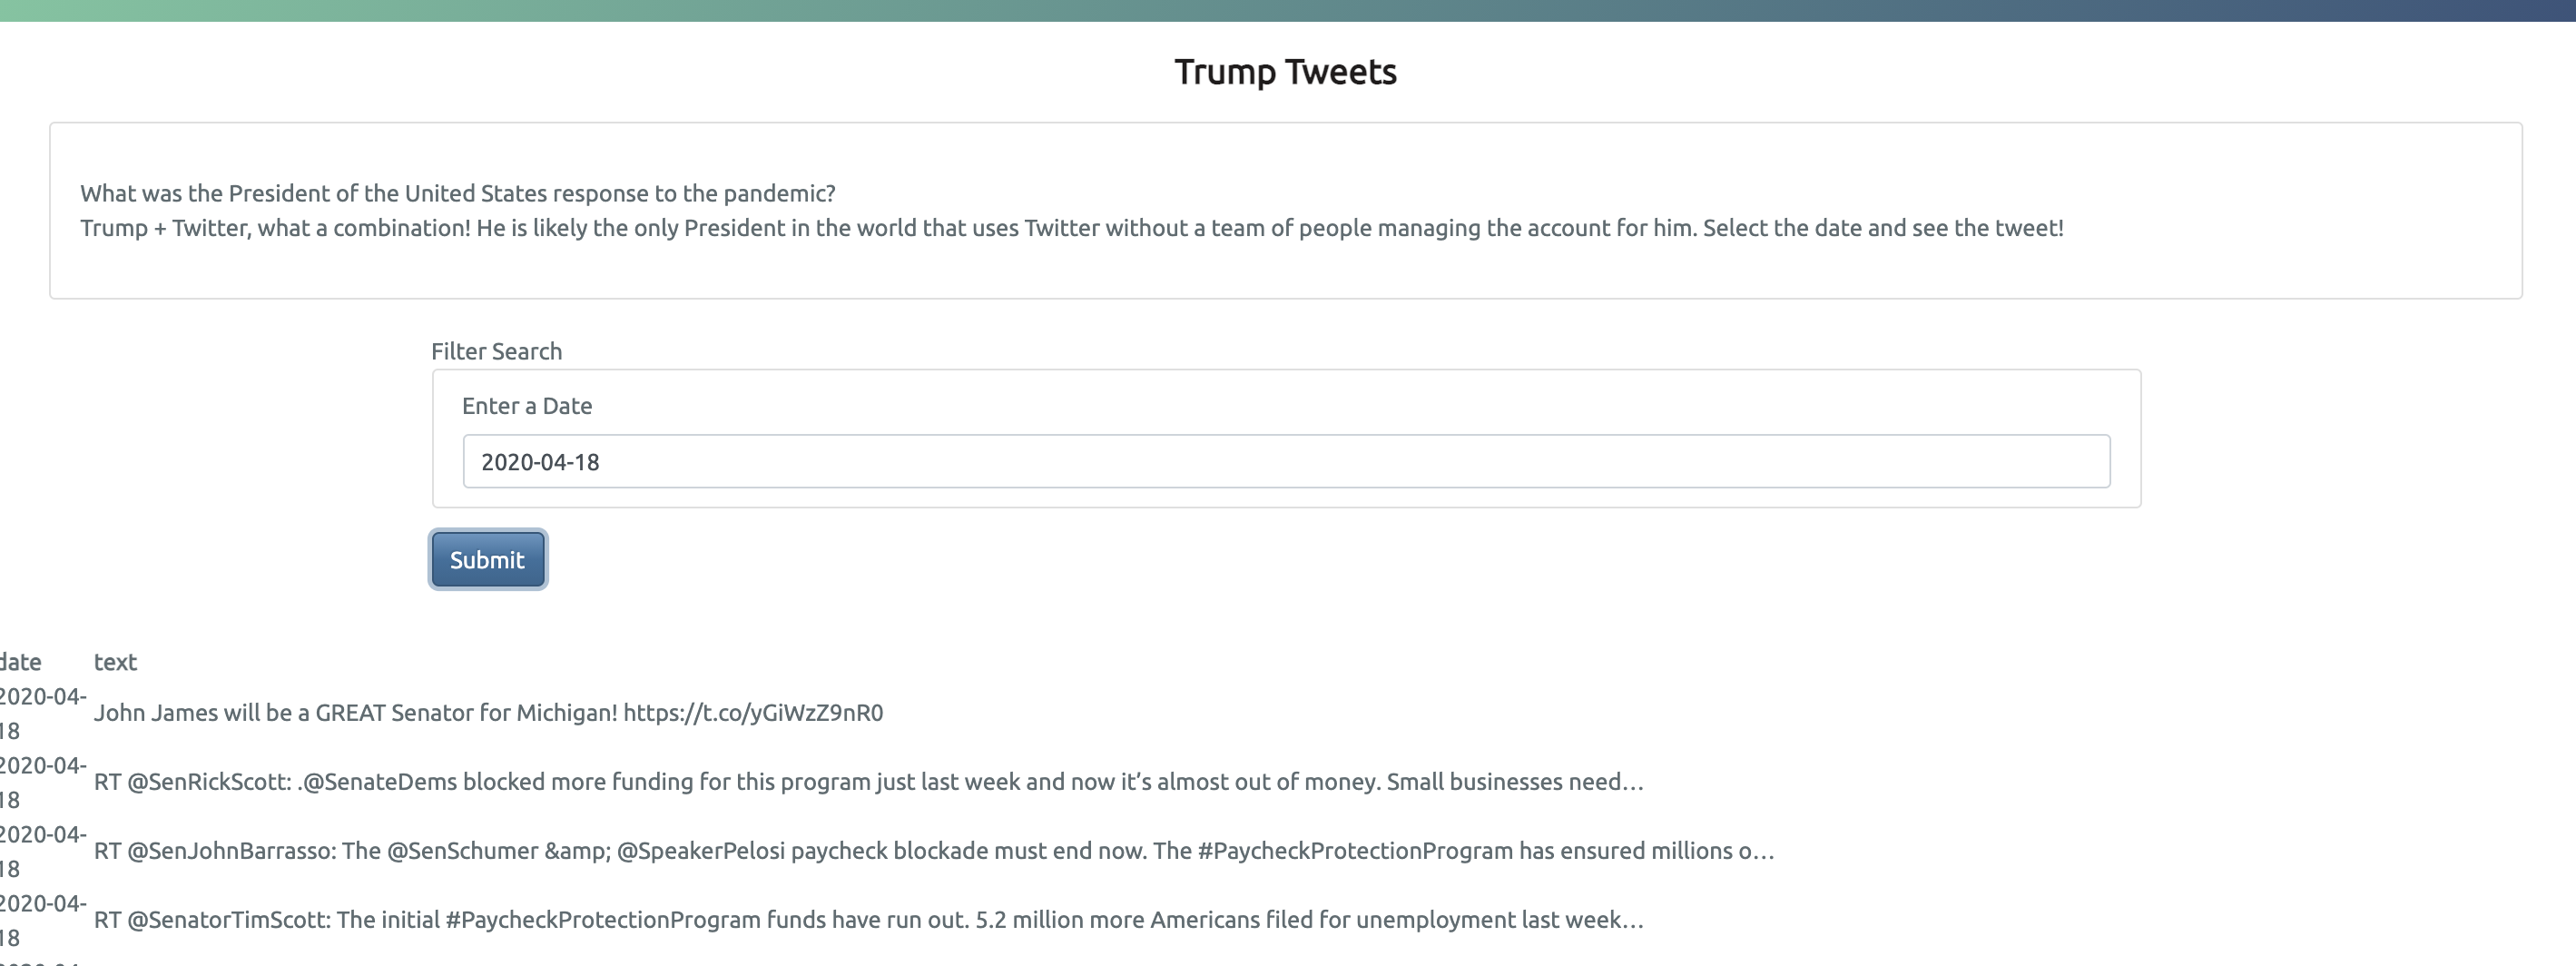 Trump Tweets
What was the President of the United States response to the pandemic?
Trump + Twitter, what a combination! He is likely the only President in the world that uses Twitter without a team of people managing the account for him. Select the date and see the tweet!
Filter Search
Enter a Date
2020-04-18
Submit
date text
2020-04-
18
John James will be a GREAT Senator for Michigan! https://t.co/yGiWzZ9nR0
2020-04-
18
RT @SenRickScott: .@SenateDems blocked more funding for this program just last week and now it’s almost out of money. Small businesses need…
2020-04-
18
RT @SenJohnBarrasso: The @SenSchumer &amp; @SpeakerPelosi paycheck blockade must end now. The #PaycheckProtectionProgram has ensured millions o…
2020-04-
18
RT @SenatorTimScott: The initial #PaycheckProtectionProgram funds have run out. 5.2 million more Americans filed for unemployment last week…